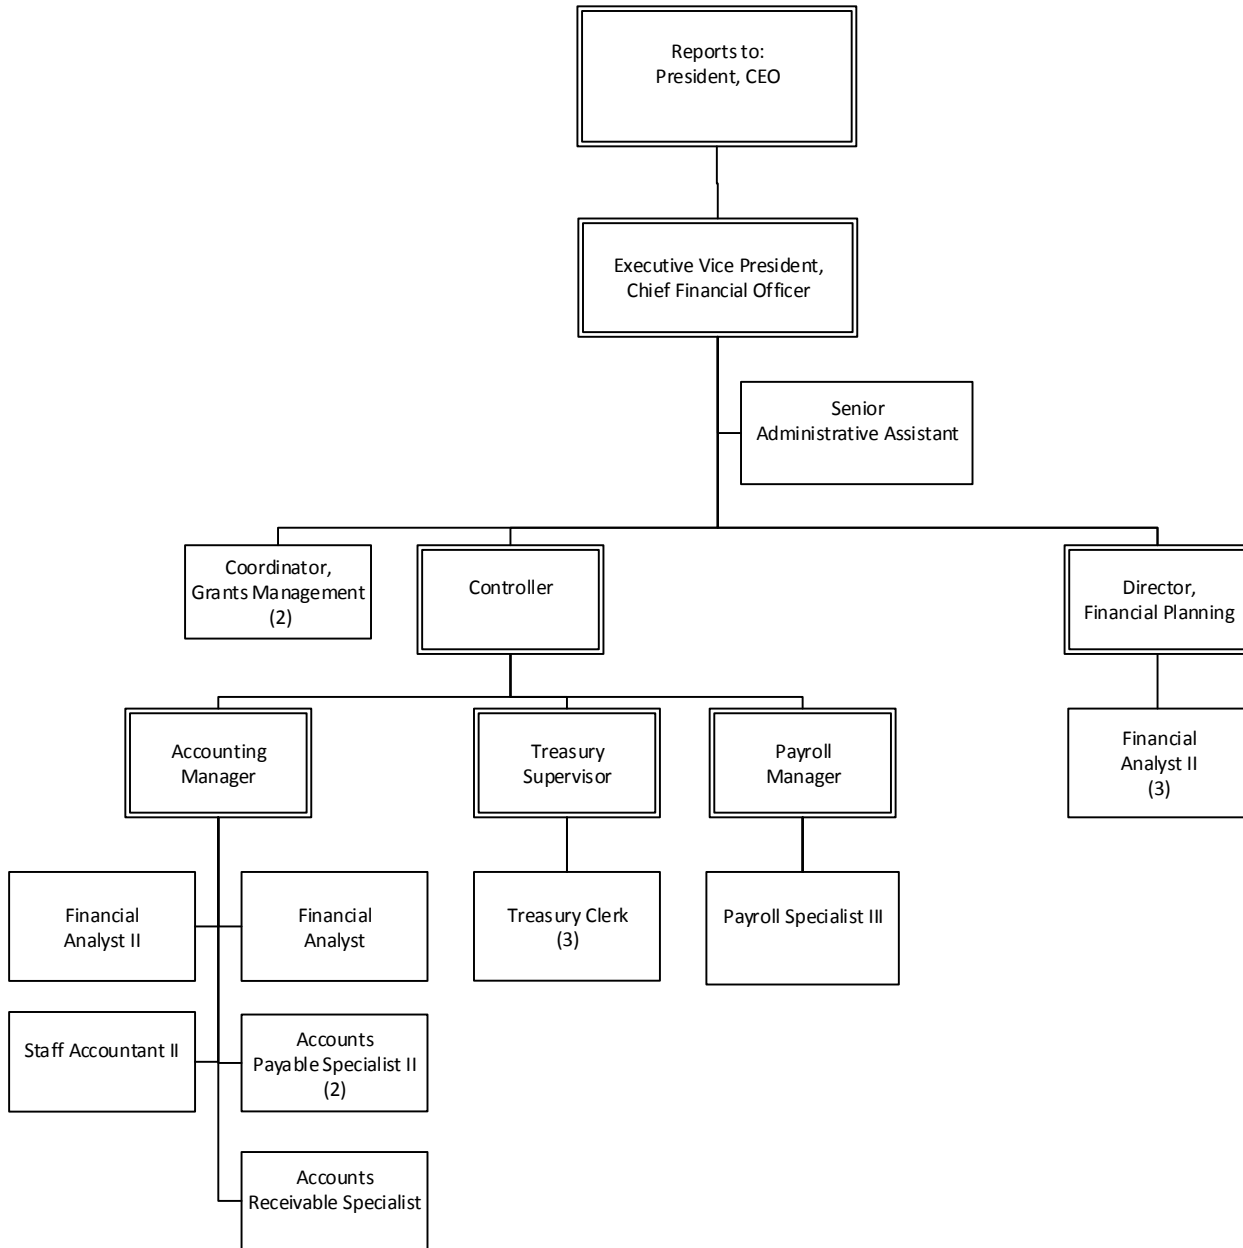 Reports to:
President, CEO
Executive Vice President,
Chief Financial Officer
Senior
Administrative Assistant
Coordinator,
Grants Management
(2)
Controller
Director,
Financial Planning
Accounting
Manager
Treasury
Supervisor
Payroll
Manager
Financial
Analyst II
(3)
Financial
Analyst II
Financial
Analyst
Treasury Clerk
(3)
Payroll Specialist III
Staff Accountant II
Accounts
Payable Specialist II
(2)
Accounts
Receivable Specialist